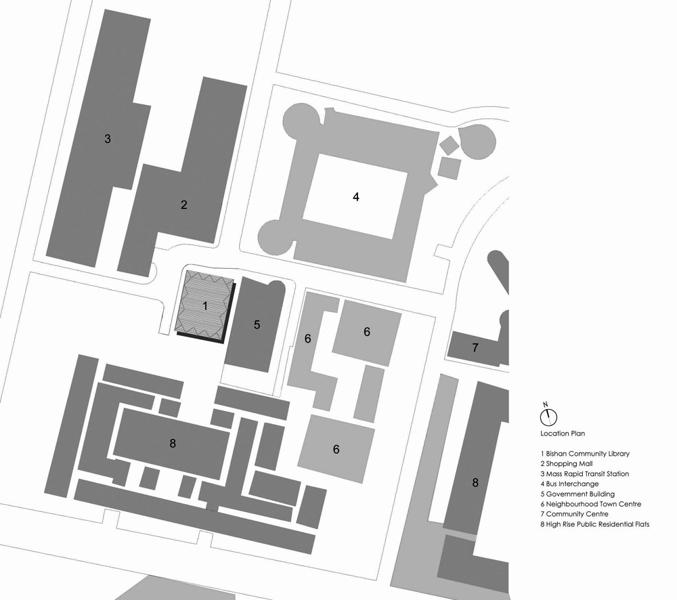 3
2
4
1
5
6
6
7
6
8
8
N
Location Plan
1 Bishan Community Library
2 Shopping Mall
3 Mass Rapid Transit Station
4 Bus Interchange
5 Government Building
6 Neighbourhood Town Centre
7 Community Centre
8 High Rise Public Residential Flats